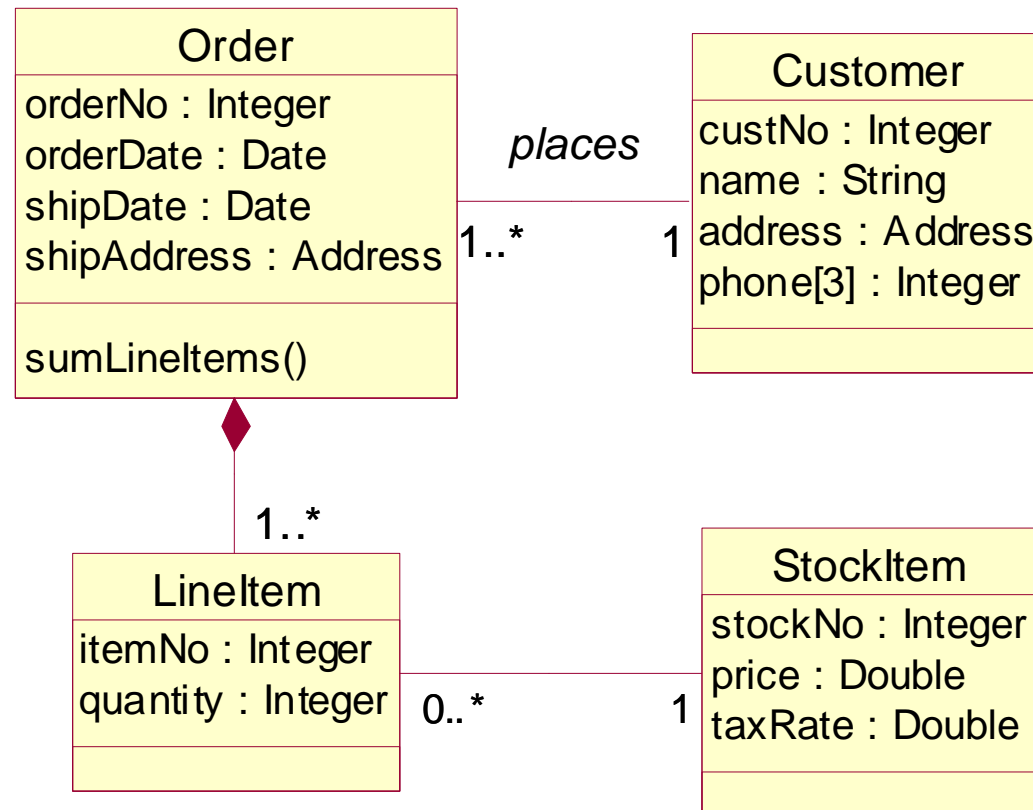 Order
orderNo : Integer
orderDate : Date
shipDate : Date
shipAddress : Address
sumLineItems()
places
1..*
1
Customer
custNo : Integer
name : String
address : Address
phone[3] : Integer
1..*
LineItem
itemNo : Integer
quantity : Integer
0..*
1
StockItem
stockNo : Integer
price : Double
taxRate : Double